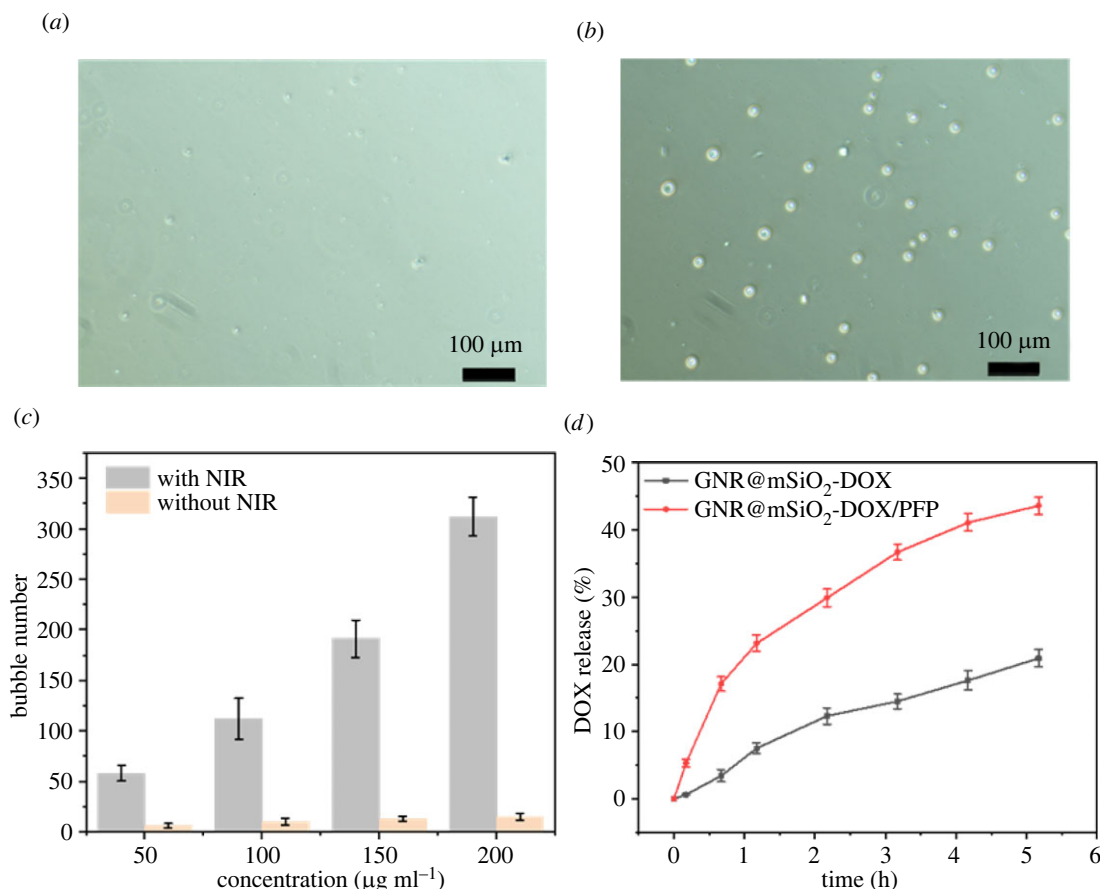 (a)
(b)
100 μm
100 μm
(c)
(d)
350
300
250
200
150
100
50
0
bubble number
with NIR
without NIR
50
100
150
200
concentration (μg ml⁻¹)
50
40
30
20
10
0
DOX release (%)
GNR@mSiO₂-DOX
GNR@mSiO₂-DOX/PFP
0
1
2
3
4
5
6
time (h)